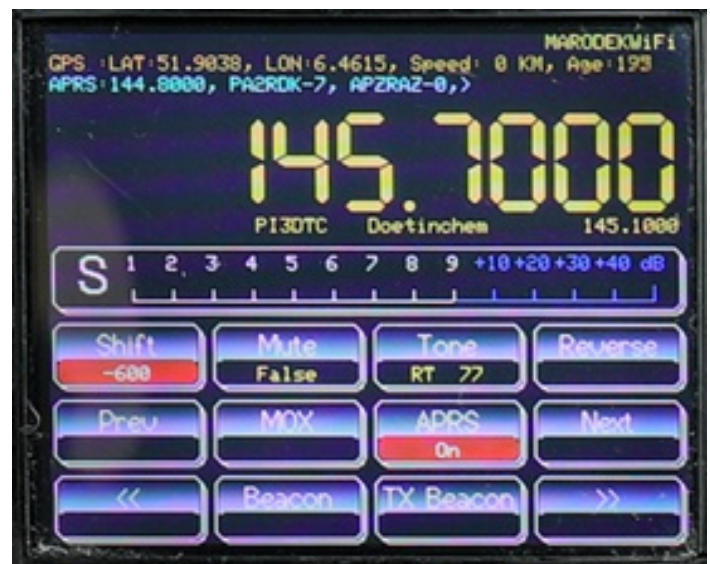 MARODEKWiFi
GPS :LAT:51.9038, LON:6.4615, Speed: 0 KM, Age:193
APRS:144.8000, PA2RDK-7, APZRAZ-0,>
145.7000
PI3DTC Doetinchem 145.1000
S 1 2 3 4 5 6 7 8 9 +10 +20 +30 +40 dB
Shift Mute Tone Reverse
-600 False RT 77
Prev MOX APRS Next
On
<< Beacon TX Beacon >>